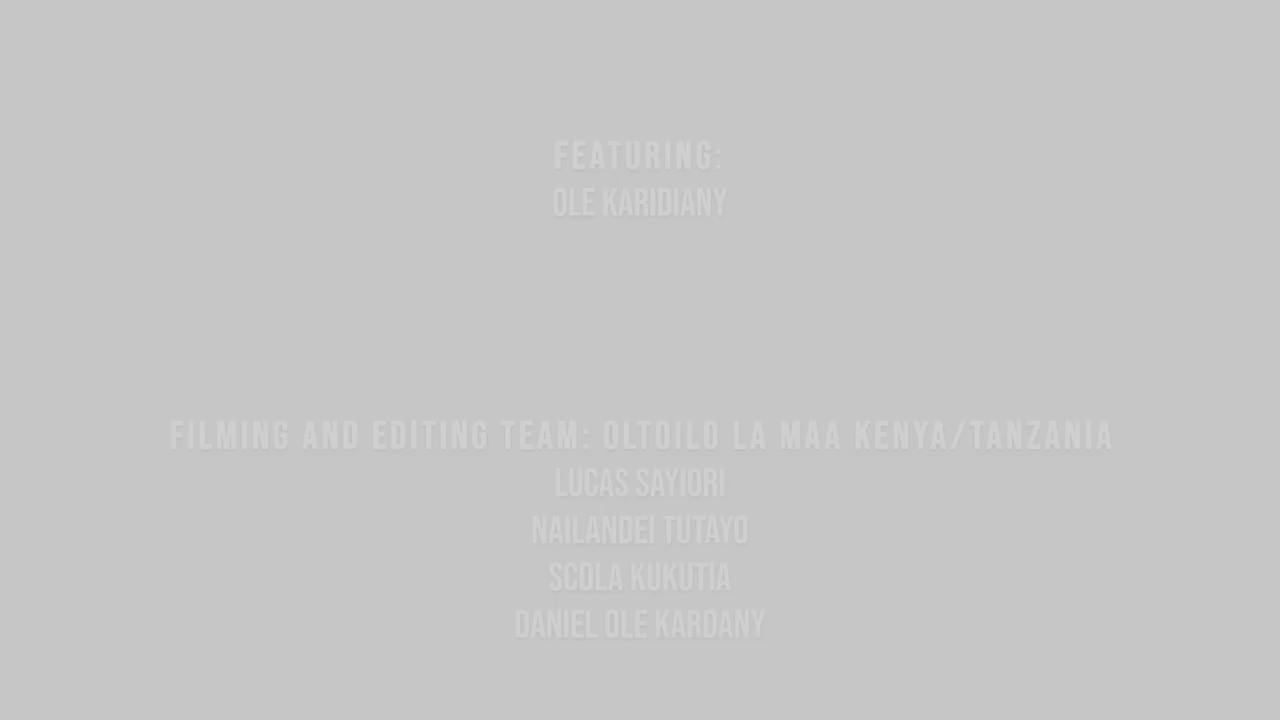 FEATURING:
OLE KARIDIANY
FILMING AND EDITING TEAM: OLTOILO LA MAA KENYA/TANZANIA
LUCAS SAYIORI
NAILANDEI TUTAYO
SCOLA KUKUTIA
DANIEL OLE KARDANY